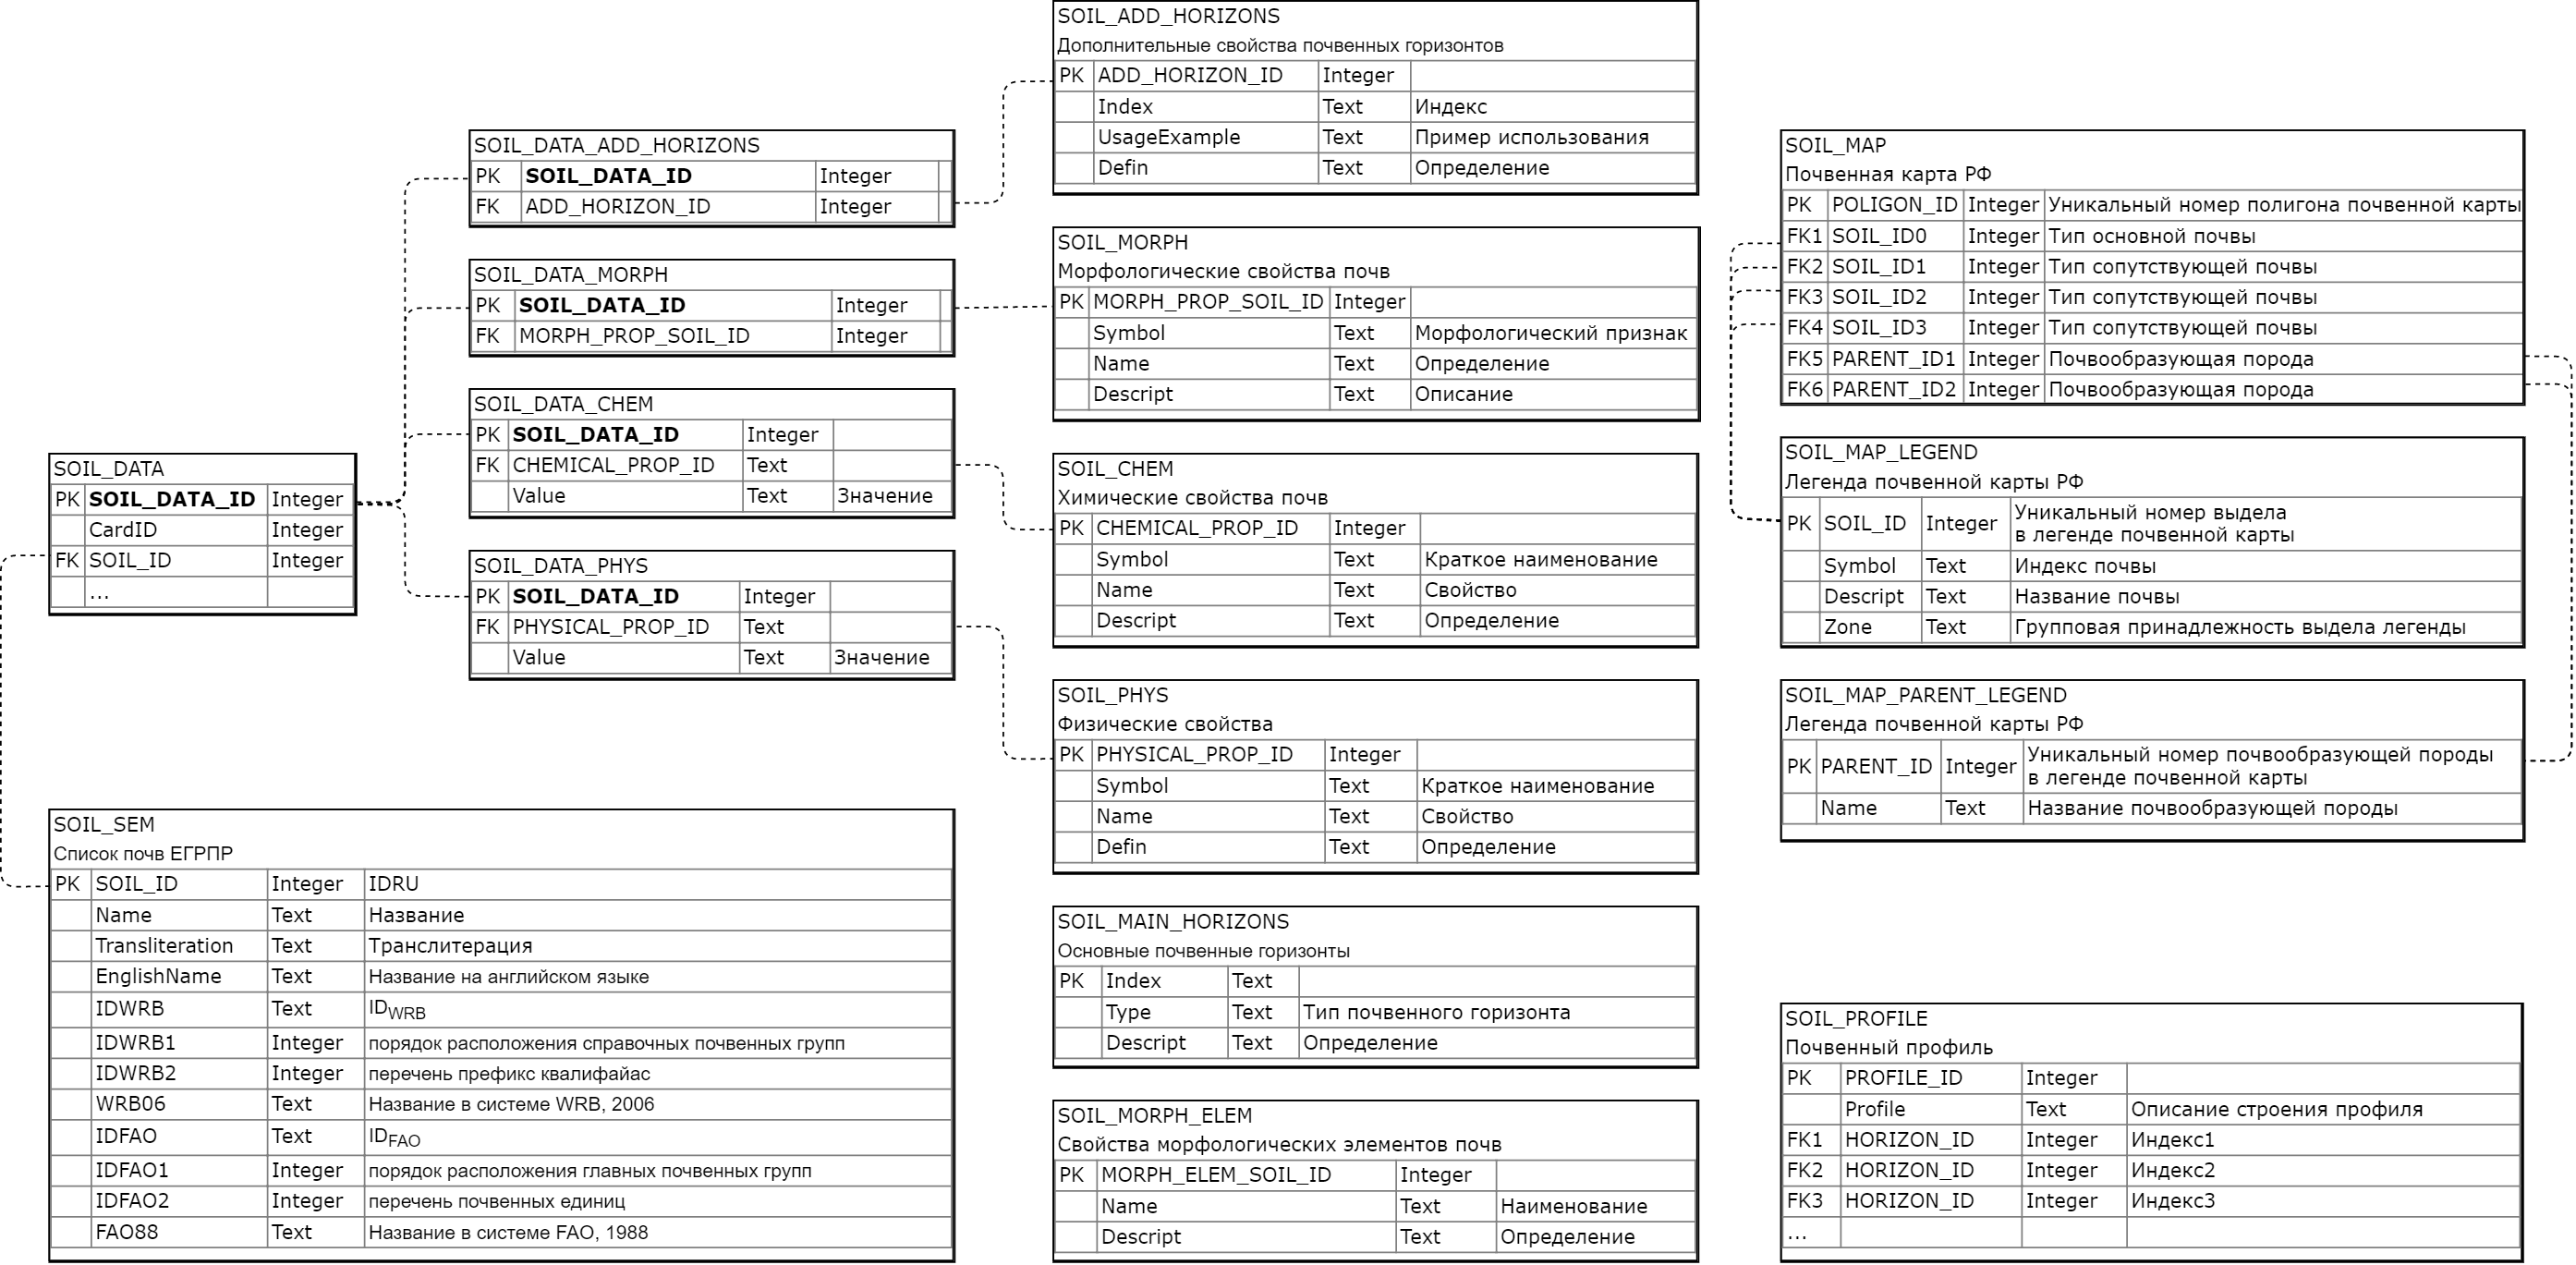 SOIL_ADD_HORIZONS
Дополнительные свойства почвенных горизонтов
PK ADD_HORIZON_ID Integer
Index Text Индекс
UsageExample Text Пример использования
Defin Text Определение
SOIL_DATA_ADD_HORIZONS
PK SOIL_DATA_ID Integer
FK ADD_HORIZON_ID Integer
SOIL_DATA_MORPH
PK SOIL_DATA_ID Integer
FK MORPH_PROP_SOIL_ID Integer
SOIL_DATA_CHEM
PK SOIL_DATA_ID Integer
FK CHEMICAL_PROP_ID Text
Value Text Значение
SOIL_DATA
PK SOIL_DATA_ID Integer
CardID Integer
FK SOIL_ID Integer
...
SOIL_DATA_PHYS
PK SOIL_DATA_ID Integer
FK PHYSICAL_PROP_ID Text
Value Text Значение
SOIL_SEM
Список почв ЕГРПР
PK SOIL_ID Integer IDRU
Name Text Название
Transliteration Text Транслитерация
EnglishName Text Название на английском языке
IDWRB Text IDWRB
IDWRB1 Integer порядок расположения справочных почвенных групп
IDWRB2 Integer перечень префикс квалифайас
WRB06 Text Название в системе WRB, 2006
IDFAO Text IDFAO
IDFAO1 Integer порядок расположения главных почвенных групп
IDFAO2 Integer перечень почвенных единиц
FAO88 Text Название в системе FAO, 1988
SOIL_MORPH
Морфологические свойства почв
PK MORPH_PROP_SOIL_ID Integer
Symbol Text Морфологический признак
Name Text Определение
Descript Text Описание
SOIL_CHEM
Химические свойства почв
PK CHEMICAL_PROP_ID Integer
Symbol Text Краткое наименование
Name Text Свойство
Descript Text Определение
SOIL_PHYS
Физические свойства
PK PHYSICAL_PROP_ID Integer
Symbol Text Краткое наименование
Name Text Свойство
Defin Text Определение
SOIL_MAIN_HORIZONS
Основные почвенные горизонты
PK Index Text
Type Text Тип почвенного горизонта
Descript Text Определение
SOIL_MORPH_ELEM
Свойства морфологических элементов почв
PK MORPH_ELEM_SOIL_ID Integer
Name Text Наименование
Descript Text Определение
SOIL_MAP
Почвенная карта РФ
PK POLIGON_ID Integer Уникальный номер полигона почвенной карты
FK1 SOIL_ID0 Integer Тип основной почвы
FK2 SOIL_ID1 Integer Тип сопутствующей почвы
FK3 SOIL_ID2 Integer Тип сопутствующей почвы
FK4 SOIL_ID3 Integer Тип сопутствующей почвы
FK5 PARENT_ID1 Integer Почвообразующая порода
FK6 PARENT_ID2 Integer Почвообразующая порода
SOIL_MAP_LEGEND
Легенда почвенной карты РФ
PK SOIL_ID Integer Уникальный номер выдела
в легенде почвенной карты
Symbol Text Индекс почвы
Descript Text Название почвы
Zone Text Групповая принадлежность выдела легенды
SOIL_MAP_PARENT_LEGEND
Легенда почвенной карты РФ
PK PARENT_ID Integer Уникальный номер почвообразующей породы
в легенде почвенной карты
Name Text Название почвообразующей породы
SOIL_PROFILE
Почвенный профиль
PK PROFILE_ID Integer
Profile Text Описание строения профиля
FK1 HORIZON_ID Integer Индекс1
FK2 HORIZON_ID Integer Индекс2
FK3 HORIZON_ID Integer Индекс3
...